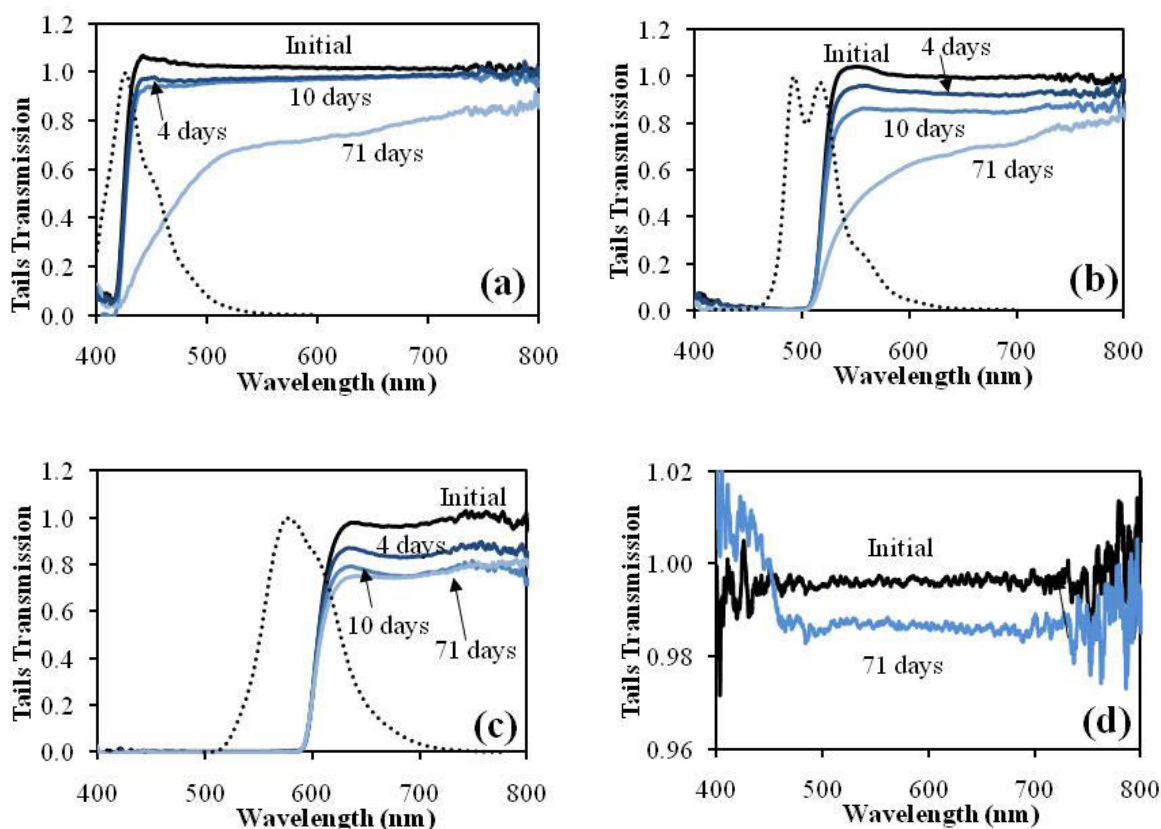 Tails Transmission
1.2
1.0
0.8
0.6
0.4
0.2
0.0
Initial
4 days
10 days
71 days
(a)
400 500 600 700 800
Wavelength (nm)
Tails Transmission
1.2
1.0
0.8
0.6
0.4
0.2
0.0
Initial
4 days
10 days
71 days
(b)
400 500 600 700 800
Wavelength (nm)
Tails Transmission
1.2
1.0
0.8
0.6
0.4
0.2
0.0
Initial
4 days
10 days
71 days
(c)
400 500 600 700 800
Wavelength (nm)
Tails Transmission
1.02
1.00
0.98
0.96
Initial
71 days
(d)
400 500 600 700 800
Wavelength (nm)